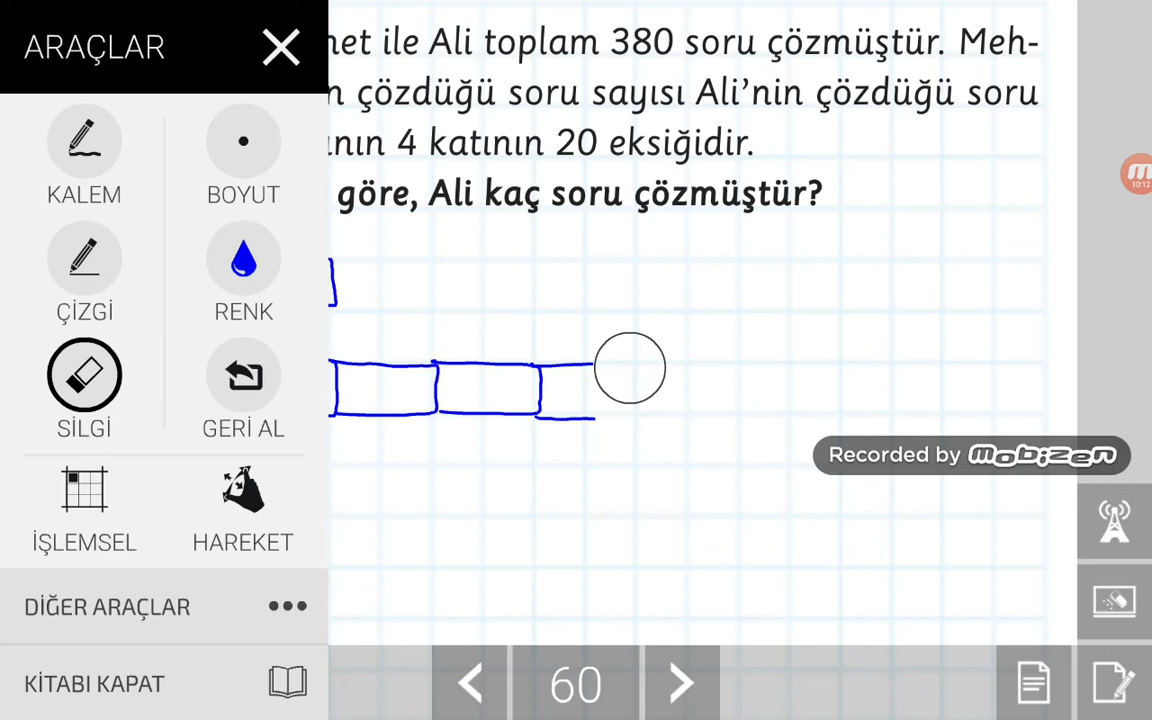 ARAÇLAR
KALEM
BOYUT
ÇİZGİ
RENK
SİLGİ
GERİ AL
İŞLEMSEL
HAREKET
DİĞER ARAÇLAR
KİTABI KAPAT
ile Ali toplam 380 soru çözmüştür. Meh-
çözdüğü soru sayısı Ali'nin çözdüğü soru
4 katının 20 eksiğidir.
göre, Ali kaç soru çözmüştür?
10:12
Recorded by mobizen
60